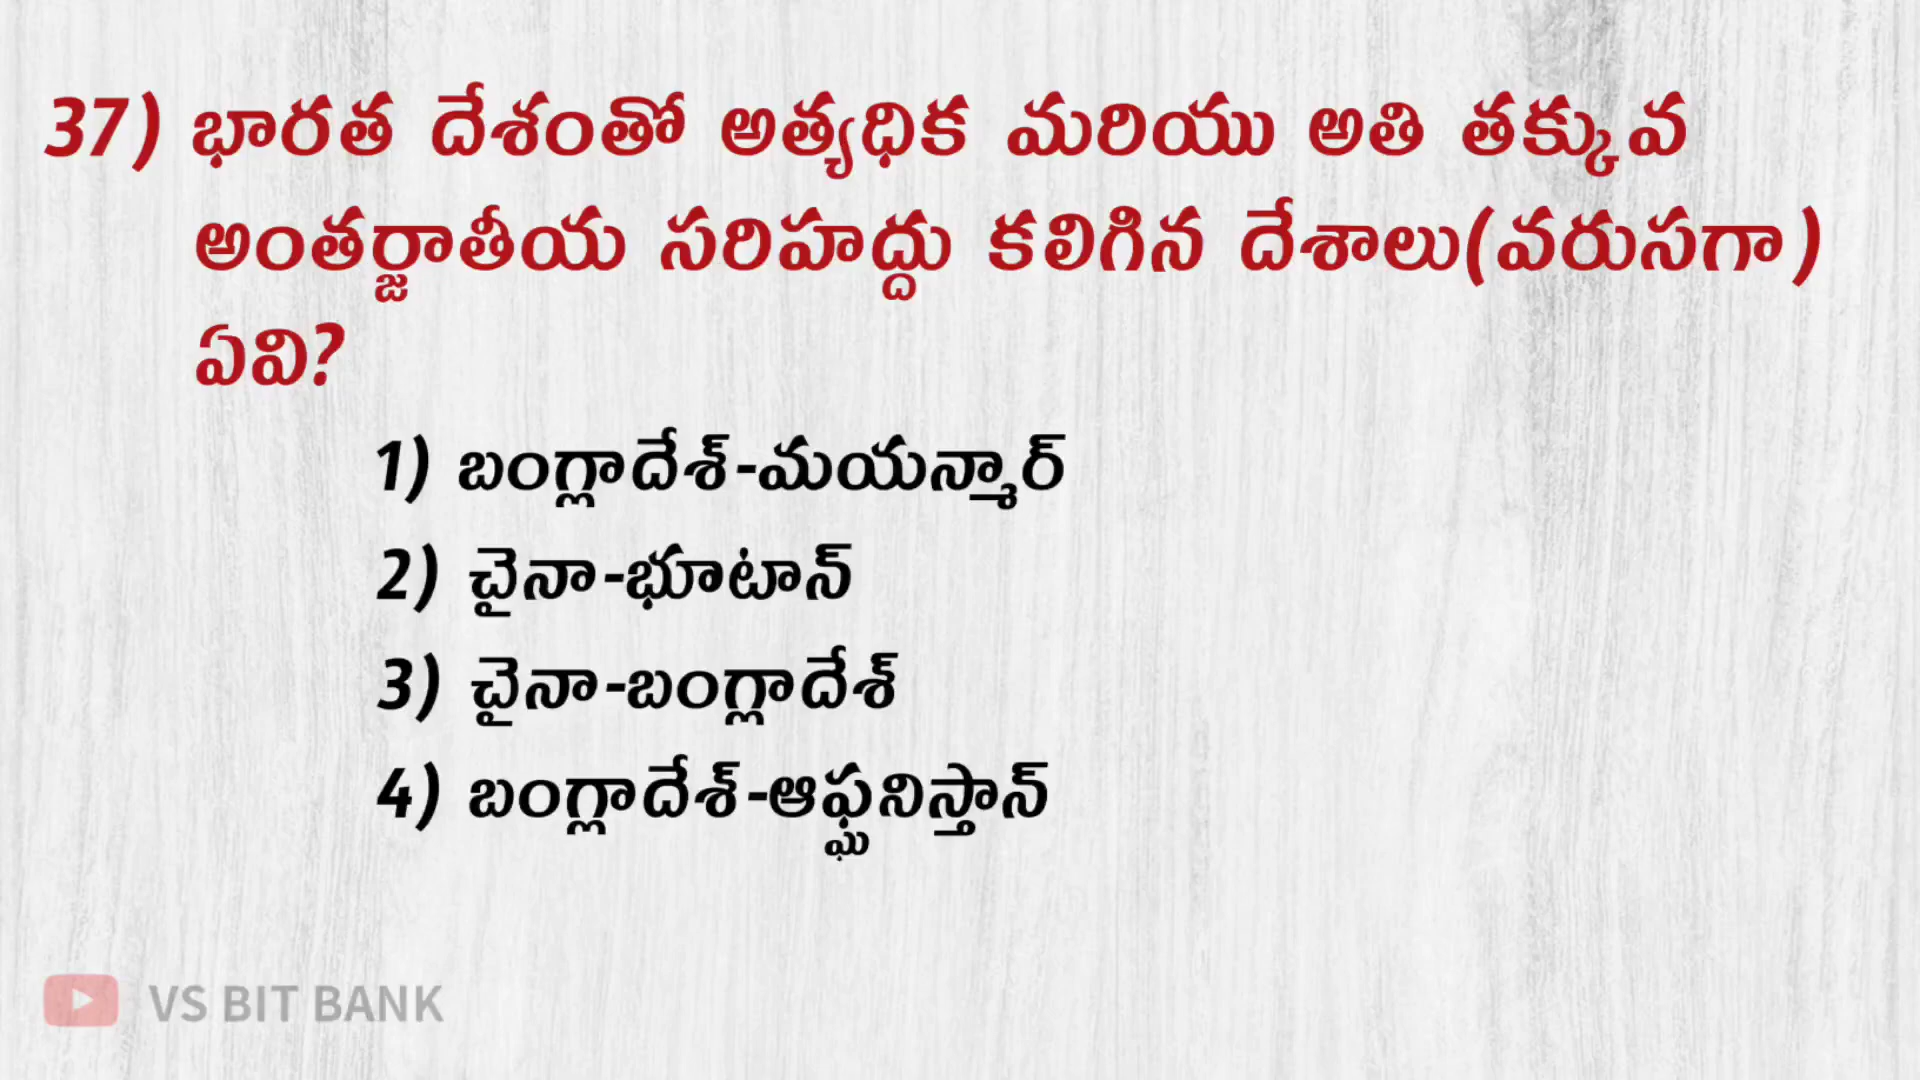 37) భారత దేశంతో అత్యధిక మరియు అతి తక్కువ
అంతర్జాతీయ సరిహద్దు కలిగిన దేశాలు(వరుసగా)
ఏవి?
1) బంగ్లాదేశ్-మయన్మార్
2) చైనా-భూటాన్
3) చైనా-బంగ్లాదేశ్
4) బంగ్లాదేశ్-ఆఫ్ఘనిస్తాన్
VS BIT BANK